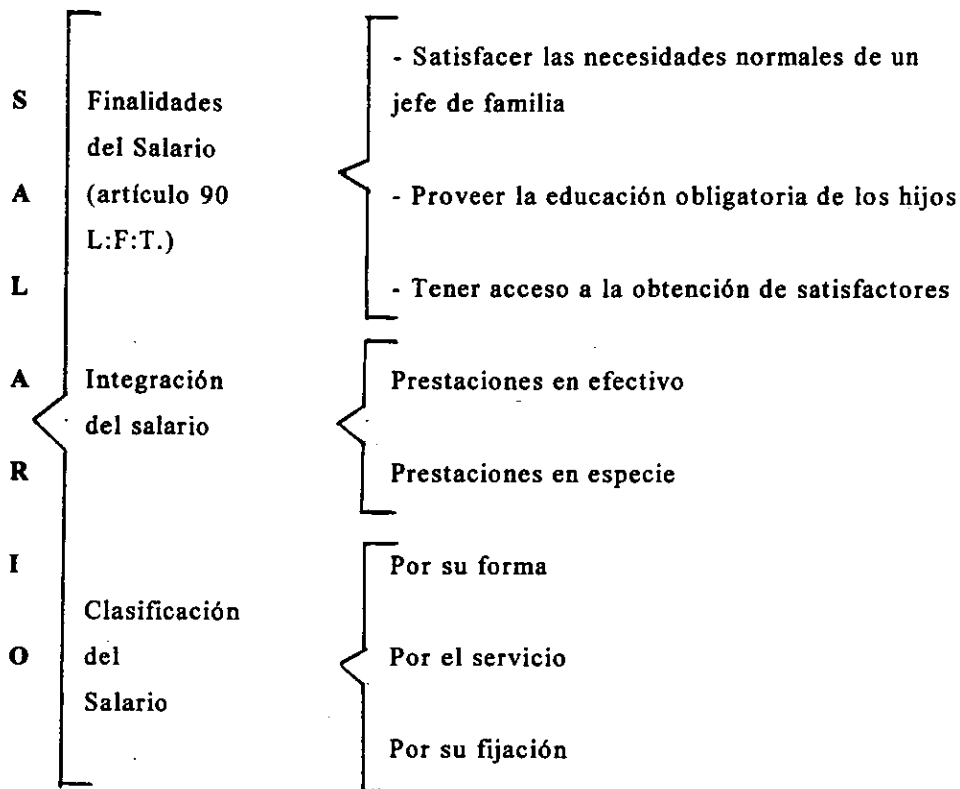 SALARIO
Finalidades
del Salario
(artículo 90
L:F:T.)
- Satisfacer las necesidades normales de un
jefe de familia
- Proveer la educación obligatoria de los hijos
- Tener acceso a la obtención de satisfactores
Integración
del salario
Prestaciones en efectivo
Prestaciones en especie
Clasificación
del
Salario
Por su forma
Por el servicio
Por su fijación